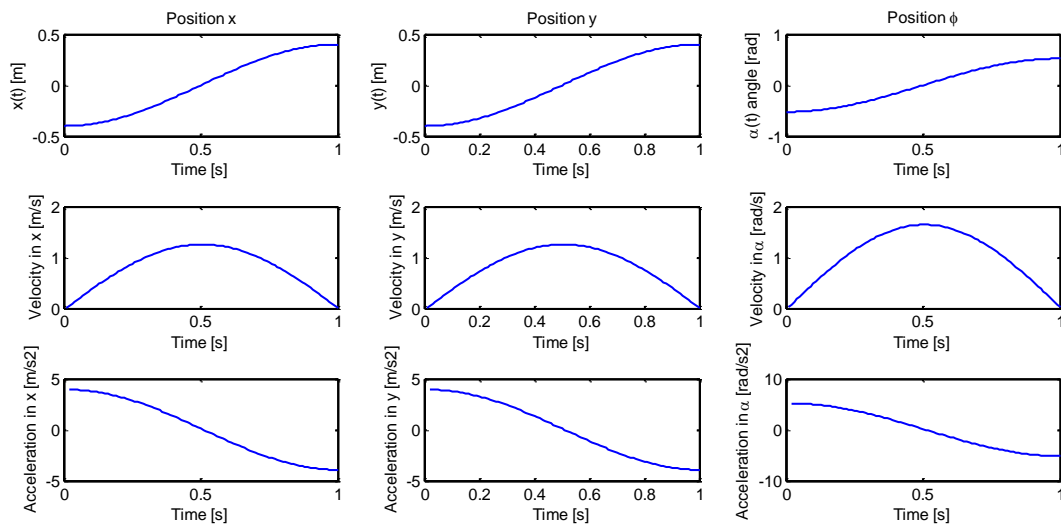 Position x
0.5
0
-0.5
x(t) [m]
0 0.5 1
Time [s]
Position y
0.5
0
-0.5
y(t) [m]
0 0.2 0.4 0.6 0.8 1
Time [s]
Position ϕ
1
0
-1
α(t) angle [rad]
0 0.5 1
Time [s]
2
1
0
Velocity in x [m/s]
0 0.5 1
Time [s]
2
1
0
Velocity in y [m/s]
0 0.2 0.4 0.6 0.8 1
Time [s]
2
1
0
Velocity in α [rad/s]
0 0.5 1
Time [s]
5
0
-5
Acceleration in x [m/s2]
0 0.5 1
Time [s]
5
0
-5
Acceleration in y [m/s2]
0 0.2 0.4 0.6 0.8 1
Time [s]
10
0
-10
Acceleration in α [rad/s2]
0 0.5 1
Time [s]